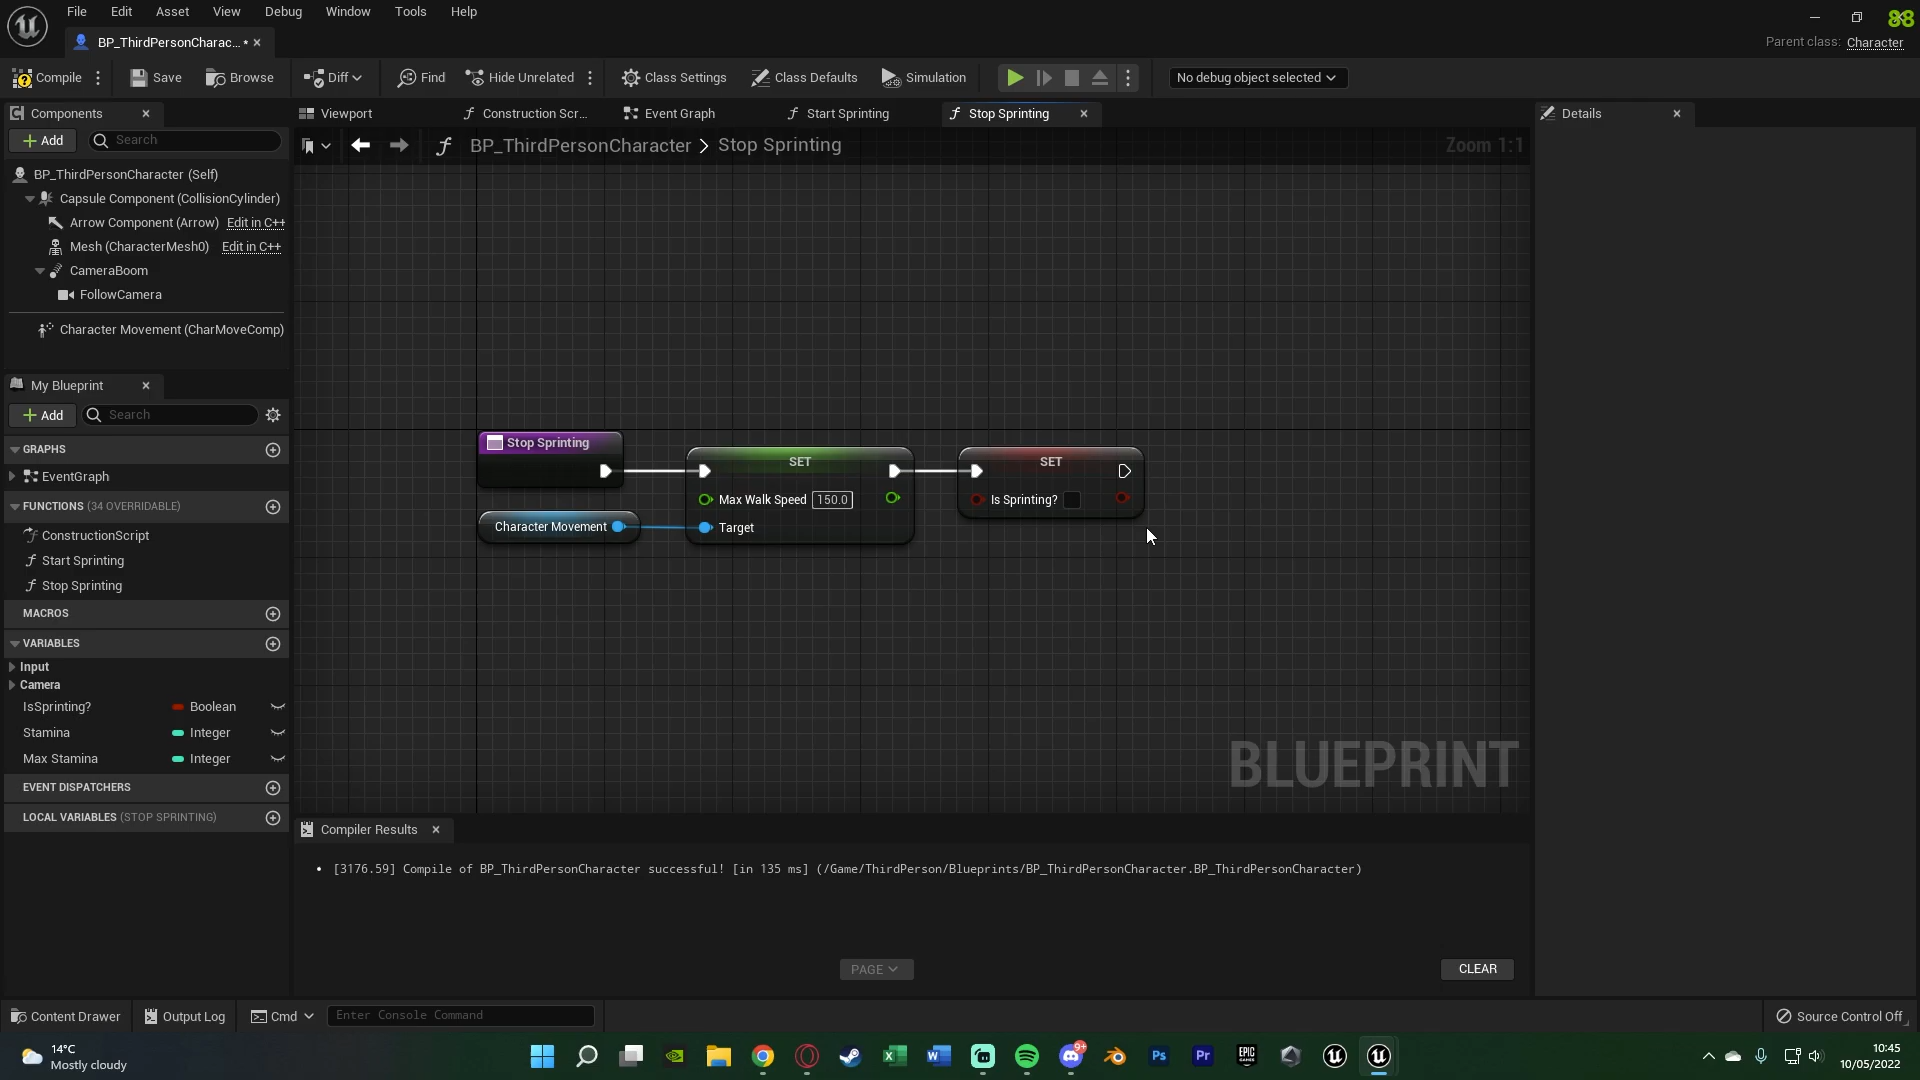 File Edit Asset View Debug Window Tools Help
BP_ThirdPersonCharac... •
88
Parent class: Character
Compile Save Browse Diff Find Hide Unrelated Class Settings Class Defaults Simulation No debug object selected
Components
Add Search
BP_ThirdPersonCharacter (Self)
Capsule Component (CollisionCylinder)
Arrow Component (Arrow) Edit in C++
Mesh (CharacterMesh0) Edit in C++
CameraBoom
FollowCamera
Character Movement (CharMoveComp)
My Blueprint
Add Search
GRAPHS
EventGraph
FUNCTIONS (34 OVERRIDABLE)
ConstructionScript
Start Sprinting
Stop Sprinting
MACROS
VARIABLES
Input
Camera
IsSprinting? Boolean
Stamina Integer
Max Stamina Integer
EVENT DISPATCHERS
LOCAL VARIABLES (STOP SPRINTING)
Viewport Construction Scr... Event Graph Start Sprinting Stop Sprinting
BP_ThirdPersonCharacter > Stop Sprinting
Zoom 1:1
Stop Sprinting
Character Movement
SET
Max Walk Speed 150.0
Target
SET
Is Sprinting?
BLUEPRINT
Compiler Results
• [3176.59] Compile of BP_ThirdPersonCharacter successful! [in 135 ms] (/Game/ThirdPerson/Blueprints/BP_ThirdPersonCharacter.BP_ThirdPersonCharacter)
PAGE
CLEAR
Details
Content Drawer Output Log Cmd Enter Console Command Source Control Off
14°C
Mostly cloudy
X
W
9+
Ps
Pr
EPIC
GAMES
10:45
10/05/2022